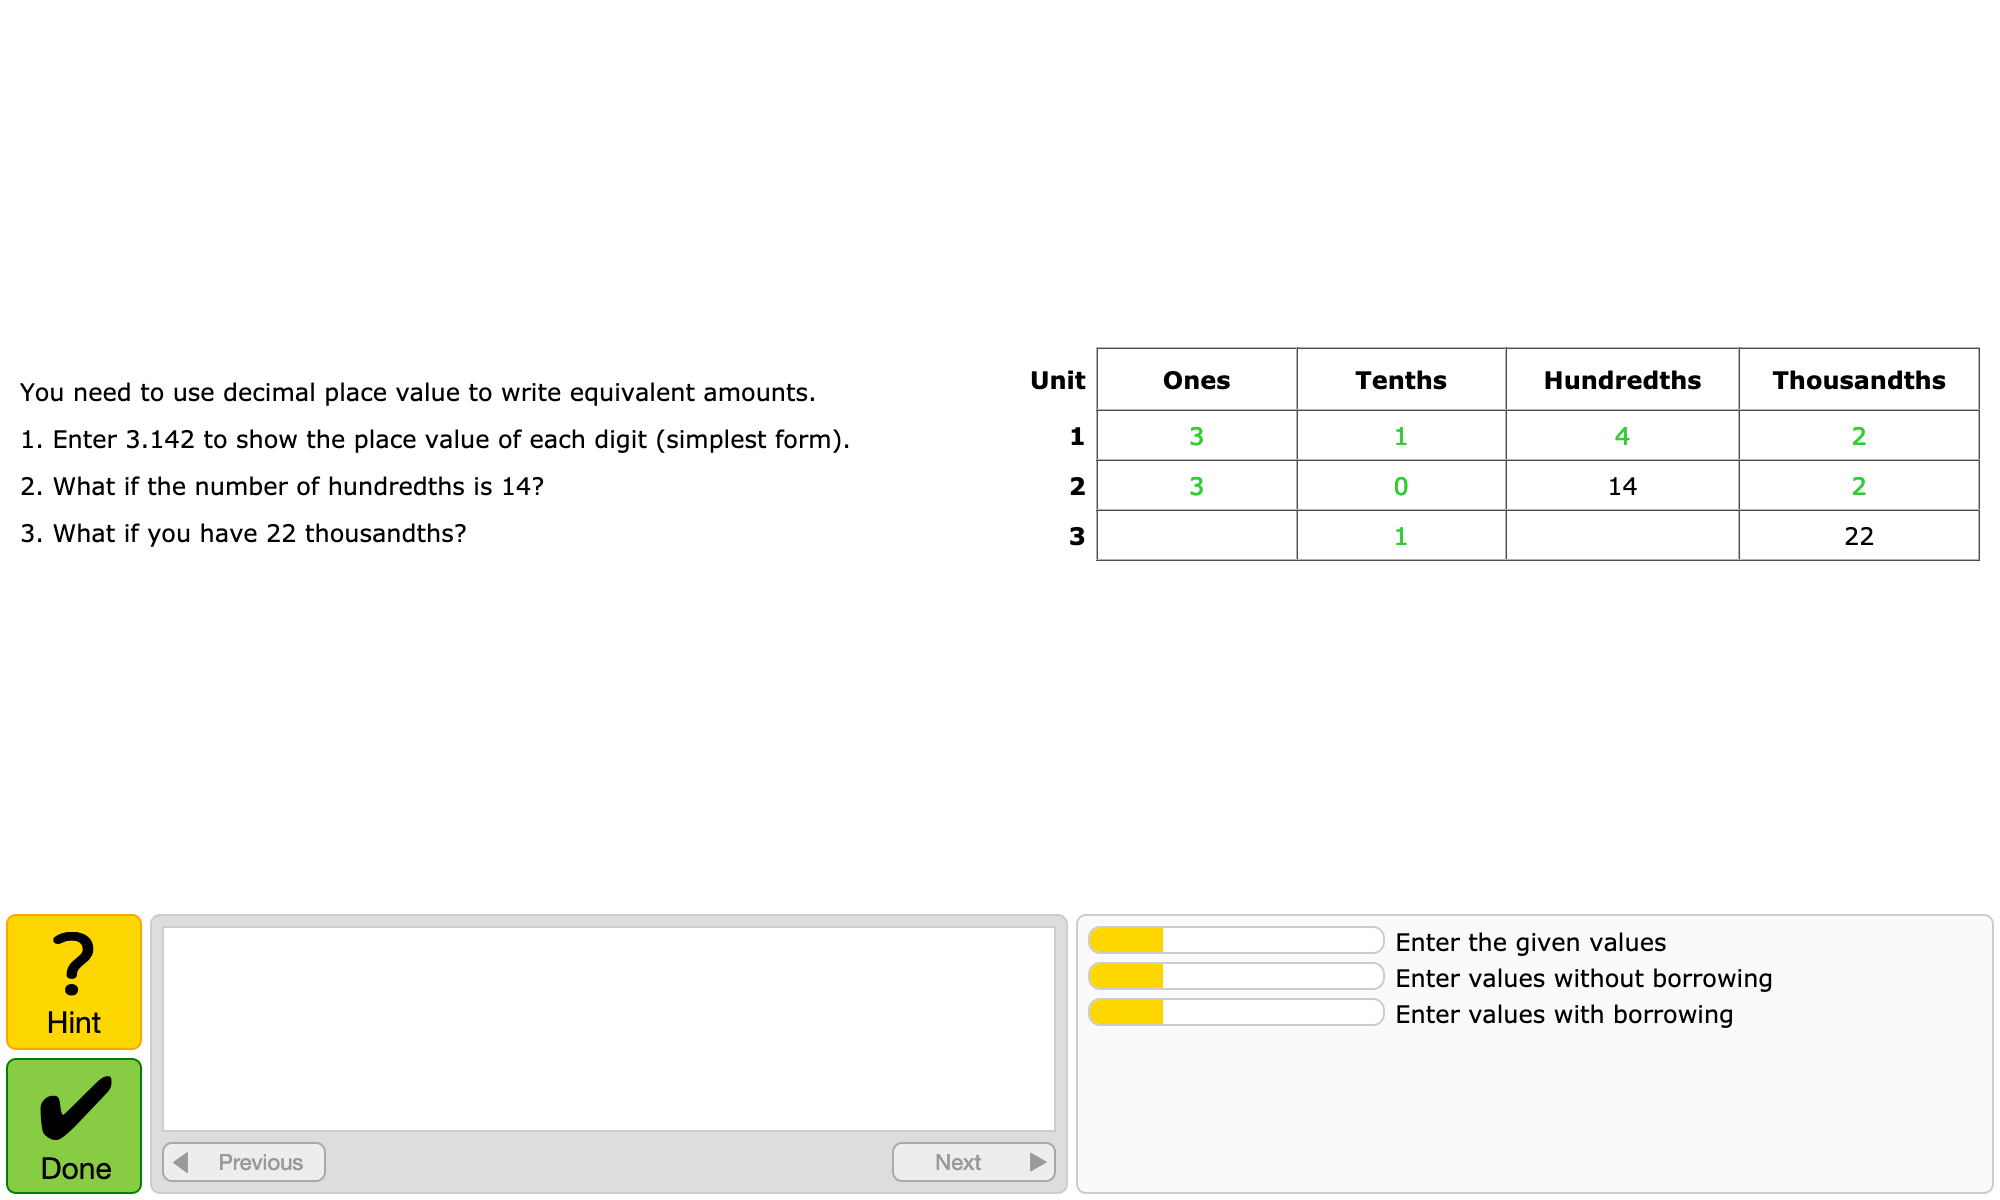 You need to use decimal place value to write equivalent amounts.
1. Enter 3.142 to show the place value of each digit (simplest form).
2. What if the number of hundredths is 14?
3. What if you have 22 thousandths?
Unit Ones Tenths Hundredths Thousandths
1 3 1 4 2
2 3 0 14 2
3 1 22
? Hint
Done
Previous
Next
Enter the given values
Enter values without borrowing
Enter values with borrowing